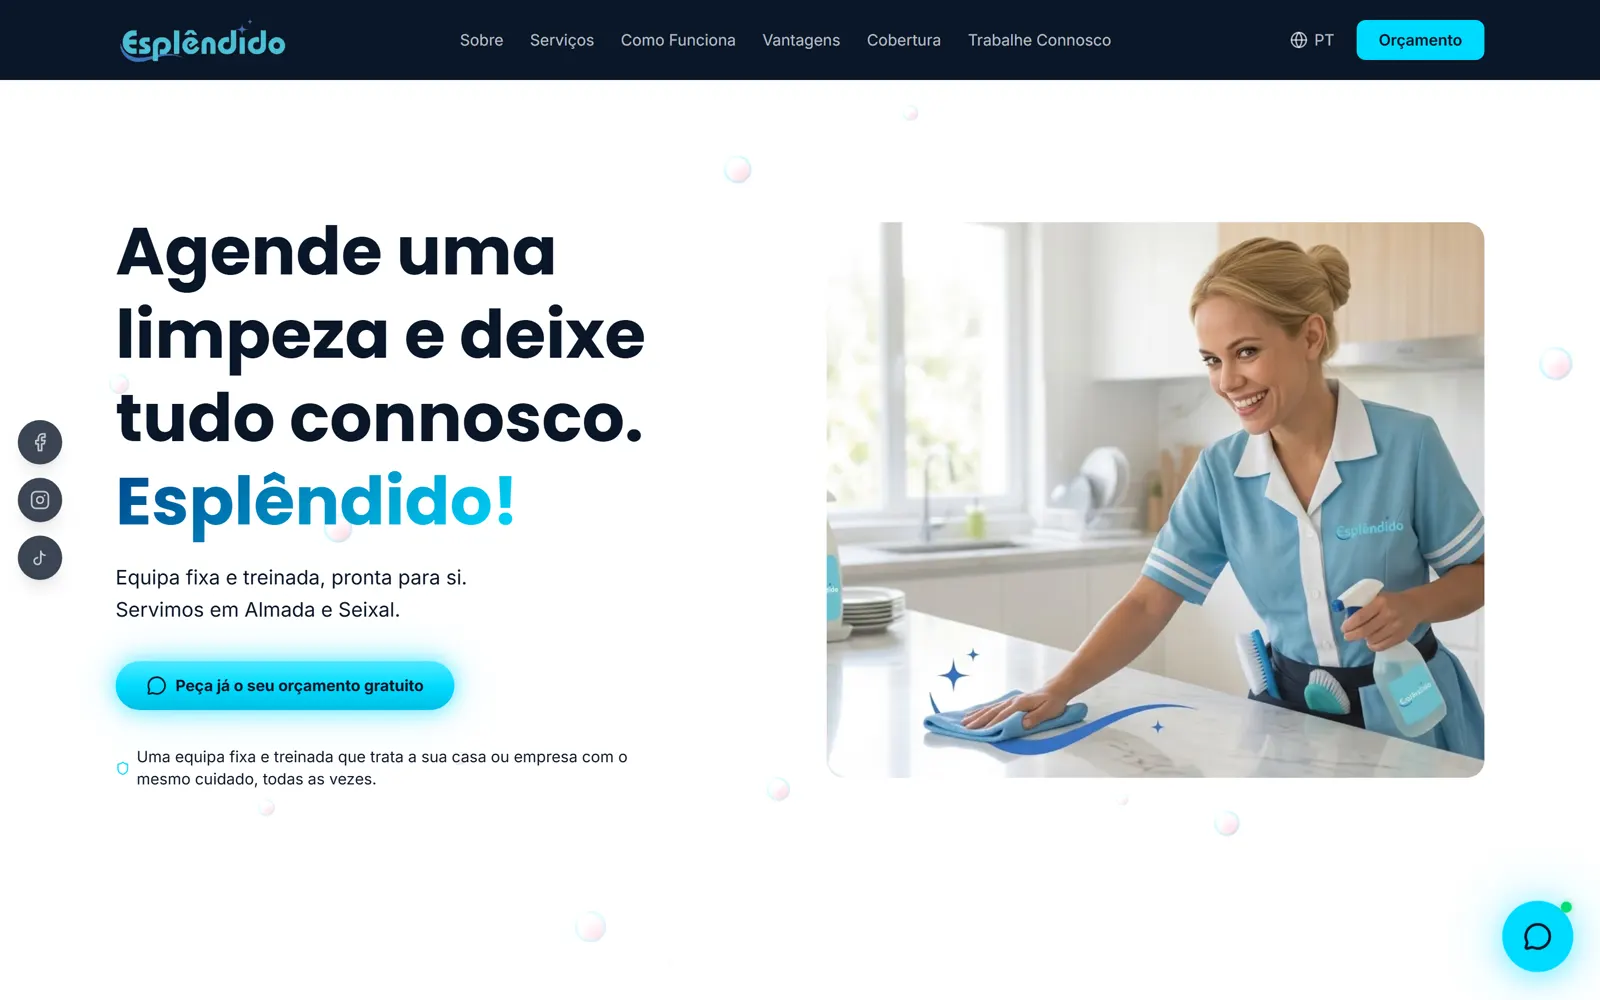 Esplêndido
Sobre
Serviços
Como Funciona
Vantagens
Cobertura
Trabalhe Connosco
PT
Orçamento
Agende uma
limpeza e deixe
tudo connosco.
Esplêndido!
Equipa fixa e treinada, pronta para si.
Servimos em Almada e Seixal.
Peça já o seu orçamento gratuito
Uma equipa fixa e treinada que trata a sua casa ou empresa com o
mesmo cuidado, todas as vezes.
Esplêndido
Esplêndido